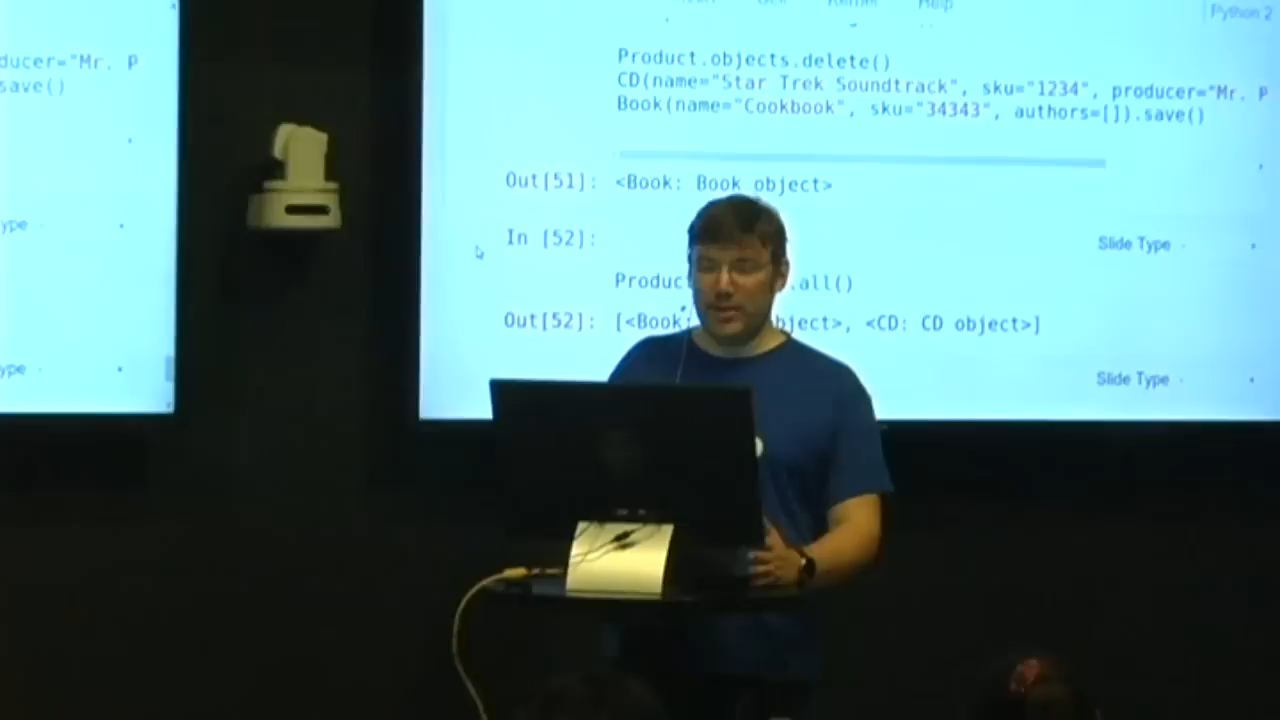 Help
Python 2
ducer="Mr. P
save()
Product.objects.delete()
CD(name="Star Trek Soundtrack", sku="1234", producer="Mr. P
Book(name="Cookbook", sku="34343", authors=[]).save()
Out[51]: <Book: Book object>
ype
In [52]:
Slide Type
Produc .all()
Out[52]: [<Book: bject>, <CD: CD object>]
ype
Slide Type